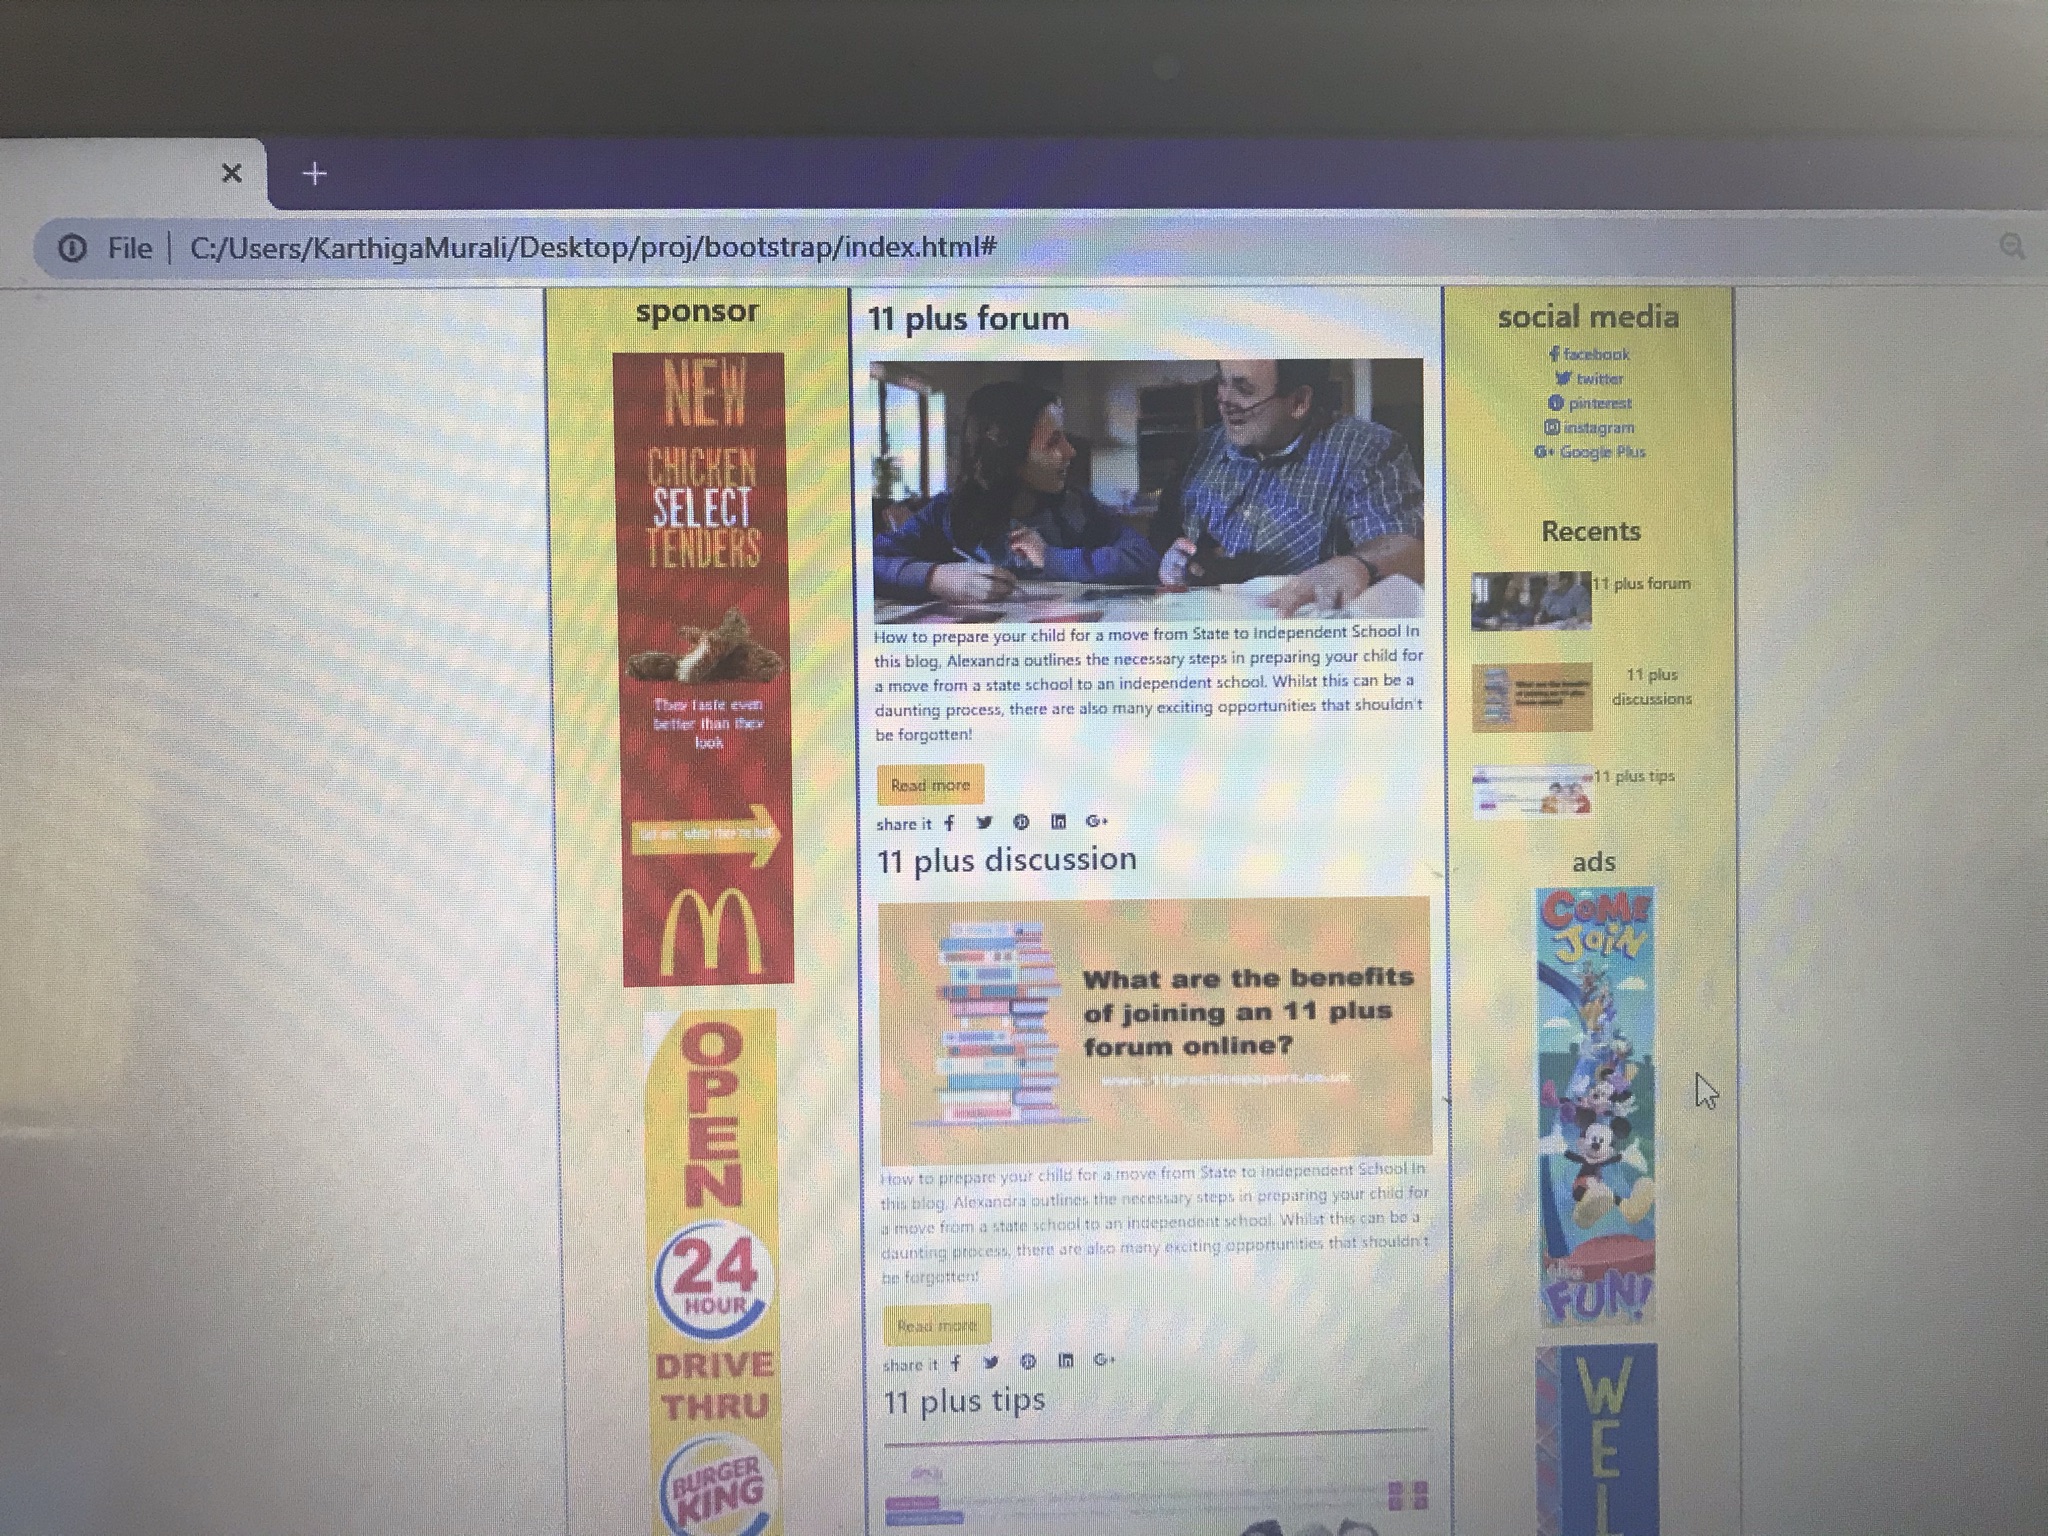 File | C:/Users/KarthigaMurali/Desktop/proj/bootstrap/index.html#
sponsor
NEW
CHICKEN
SELECT
TENDERS
They taste even
better than they
look
OPEN
24
HOUR
DRIVE
THRU
BURGER
KING
11 plus forum
How to prepare your child for a move from State to Independent School In
this blog, Alexandra outlines the necessary steps in preparing your child for
a move from a state school to an independent school. Whilst this can be a
daunting process, there are also many exciting opportunities that shouldn't
be forgotten!
Read more
share it
11 plus discussion
What are the benefits
of joining an 11 plus
forum online?
How to prepare your child for a move from State to Independent School In
this blog, Alexandra outlines the necessary steps in preparing your child for
a move from a state school to an independent school. Whilst this can be a
daunting process, there are also many exciting opportunities that shouldn't
be forgotten!
Read more
share it
11 plus tips
social media
facebook
twitter
pinterest
instagram
G+ Google Plus
Recents
11 plus forum
11 plus
discussions
11 plus tips
ads
COME
JOIN
FUN!
WEL